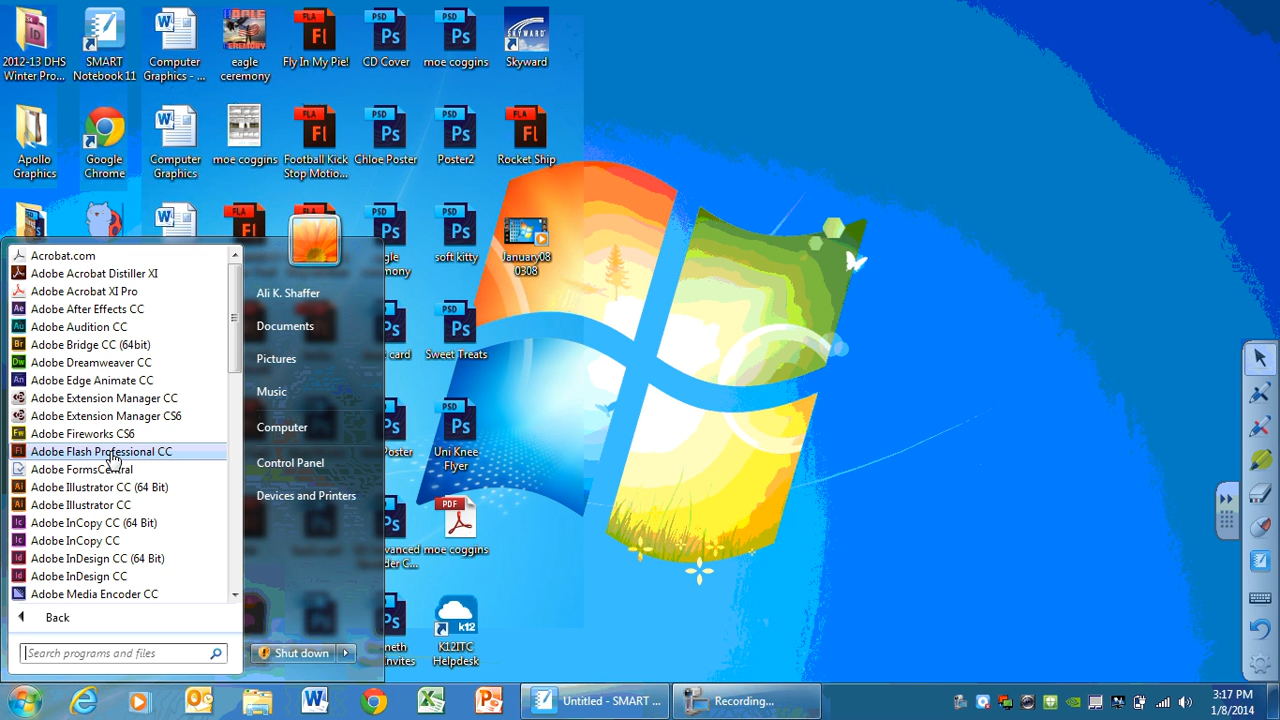 2012-13 DHS
Winter Pro...
SMART
Notebook 11
Computer
Graphics - ...
eagle
ceremony
Fly In My Pie!
CD Cover
moe coggins
Skyward
SKYWARD
Apollo
Graphics
Google
Chrome
Computer
Graphics
moe coggins
Football Kick
Stop Motio...
Chloe Poster
Poster2
Rocket Ship
soft kitty
January08
0308
Sweet Treats
Uni Knee
Flyer
moe coggins
K12ITC
Helpdesk
k12
Acrobat.com
Adobe Acrobat Distiller XI
Adobe Acrobat XI Pro
Adobe After Effects CC
Adobe Audition CC
Adobe Bridge CC (64bit)
Adobe Dreamweaver CC
Adobe Edge Animate CC
Adobe Extension Manager CC
Adobe Extension Manager CS6
Adobe Fireworks CS6
Adobe Flash Professional CC
Adobe FormsCentral
Adobe Illustrator CC (64 Bit)
Adobe Illustrator CC
Adobe InCopy CC (64 Bit)
Adobe InCopy CC
Adobe InDesign CC (64 Bit)
Adobe InDesign CC
Adobe Media Encoder CC
Back
Search programs and files
Ali K. Shaffer
Documents
Pictures
Music
Computer
Control Panel
Devices and Printers
Shut down
Untitled - SMART ...
Recording...
3:17 PM
1/8/2014